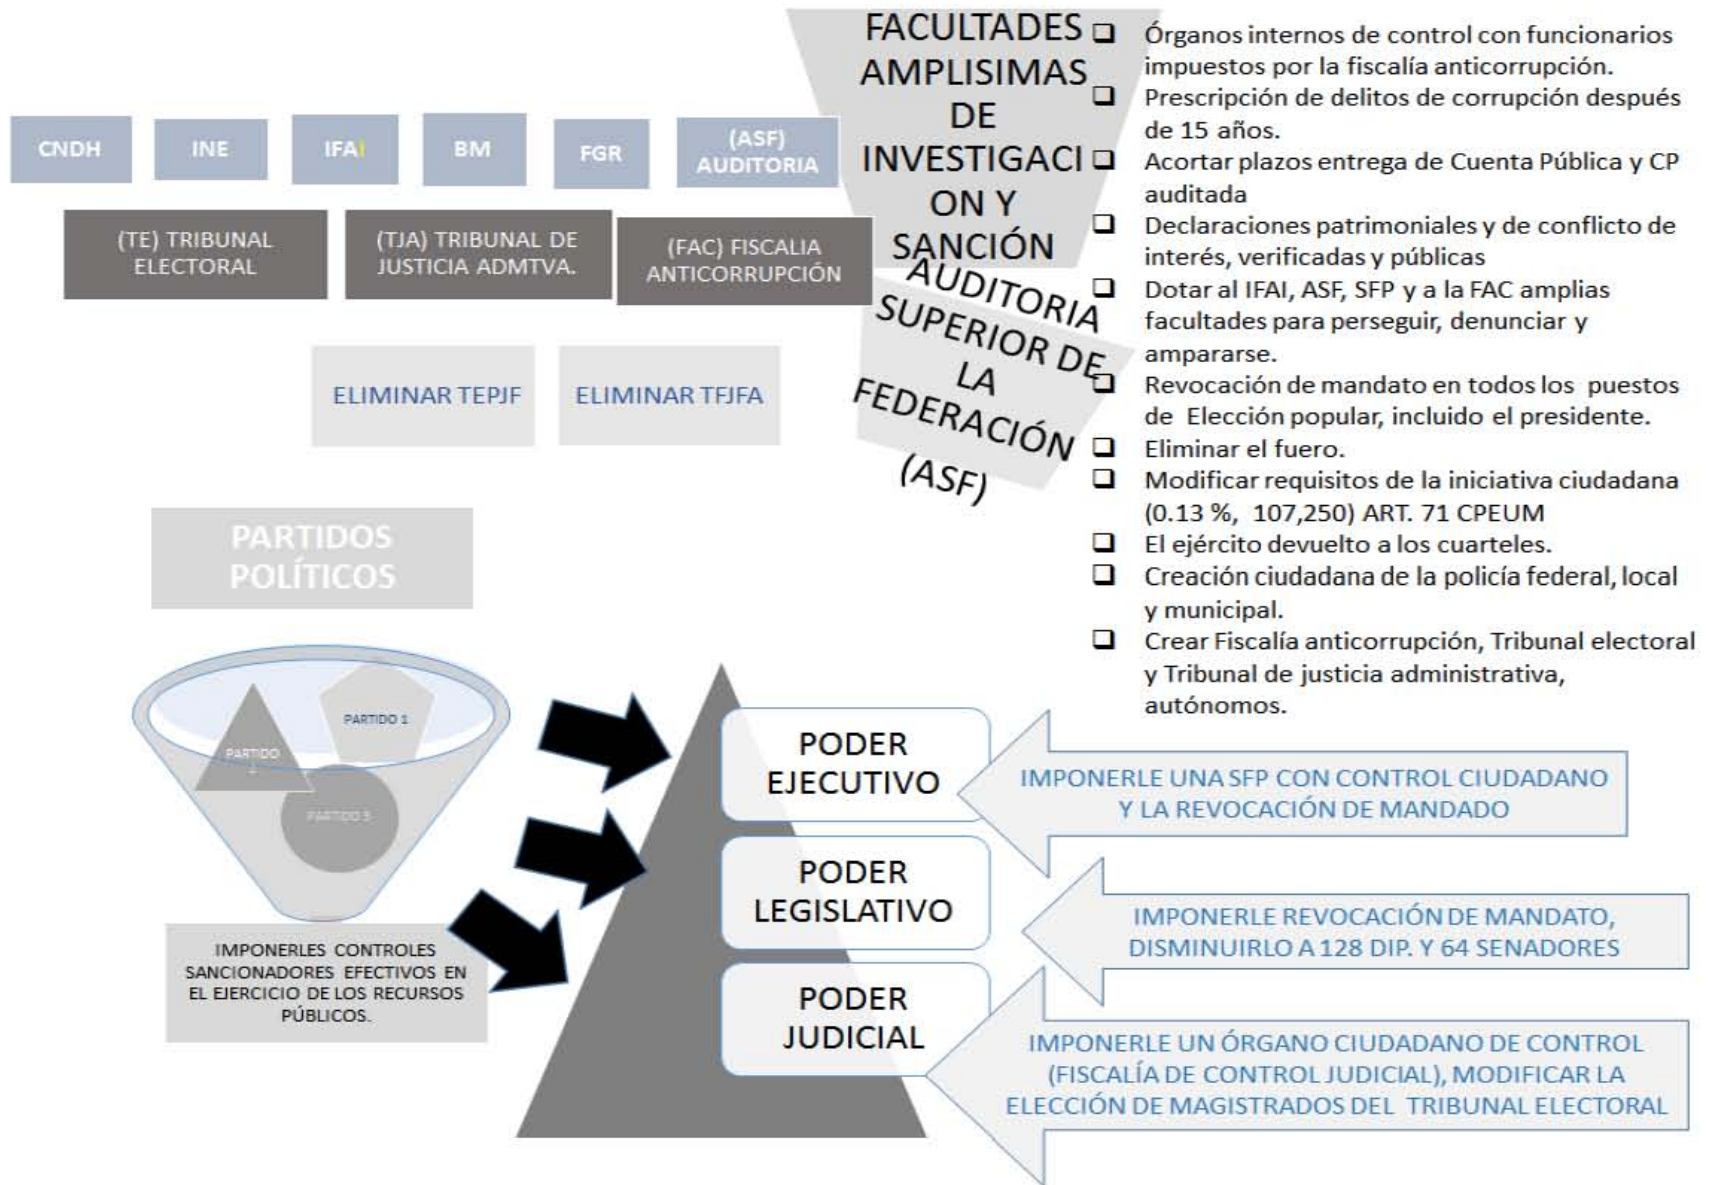 CNDH
INE
IFAI
BM
FGR
(ASF)
AUDITORIA
(TE) TRIBUNAL
ELECTORAL
(TJA) TRIBUNAL DE
JUSTICIA ADMTVA.
(FAC) FISCALIA
ANTICORRUPCIÓN
ELIMINAR TEPJF
ELIMINAR TFJFA
FACULTADES
AMPLISIMAS
DE
INVESTIGACI
ON Y
SANCIÓN
AUDITORIA
SUPERIOR DE
LA
FEDERACIÓN
(ASF)
❑ Órganos internos de control con funcionarios
impuestos por la fiscalía anticorrupción.
❑ Prescripción de delitos de corrupción después
de 15 años.
❑ Acortar plazos entrega de Cuenta Pública y CP
auditada
❑ Declaraciones patrimoniales y de conflicto de
interés, verificadas y públicas
❑ Dotar al IFAI, ASF, SFP y a la FAC amplias
facultades para perseguir, denunciar y
ampararse.
❑ Revocación de mandato en todos los puestos
de Elección popular, incluido el presidente.
❑ Eliminar el fuero.
❑ Modificar requisitos de la iniciativa ciudadana
(0.13 %, 107,250) ART. 71 CPEUM
❑ El ejército devuelto a los cuarteles.
❑ Creación ciudadana de la policía federal, local
y municipal.
❑ Crear Fiscalía anticorrupción, Tribunal electoral
y Tribunal de justicia administrativa,
autónomos.
PARTIDOS
POLÍTICOS
PARTIDO 1
PARTIDO
PARTIDO 3
IMPONERLES CONTROLES
SANCIONADORES EFECTIVOS EN
EL EJERCICIO DE LOS RECURSOS
PÚBLICOS.
PODER
EJECUTIVO
IMPONERLE UNA SFP CON CONTROL CIUDADANO
Y LA REVOCACIÓN DE MANDADO
PODER
LEGISLATIVO
IMPONERLE REVOCACIÓN DE MANDATO,
DISMINUIRLO A 128 DIP. Y 64 SENADORES
PODER
JUDICIAL
IMPONERLE UN ÓRGANO CIUDADANO DE CONTROL
(FISCALÍA DE CONTROL JUDICIAL), MODIFICAR LA
ELECCIÓN DE MAGISTRADOS DEL TRIBUNAL ELECTORAL